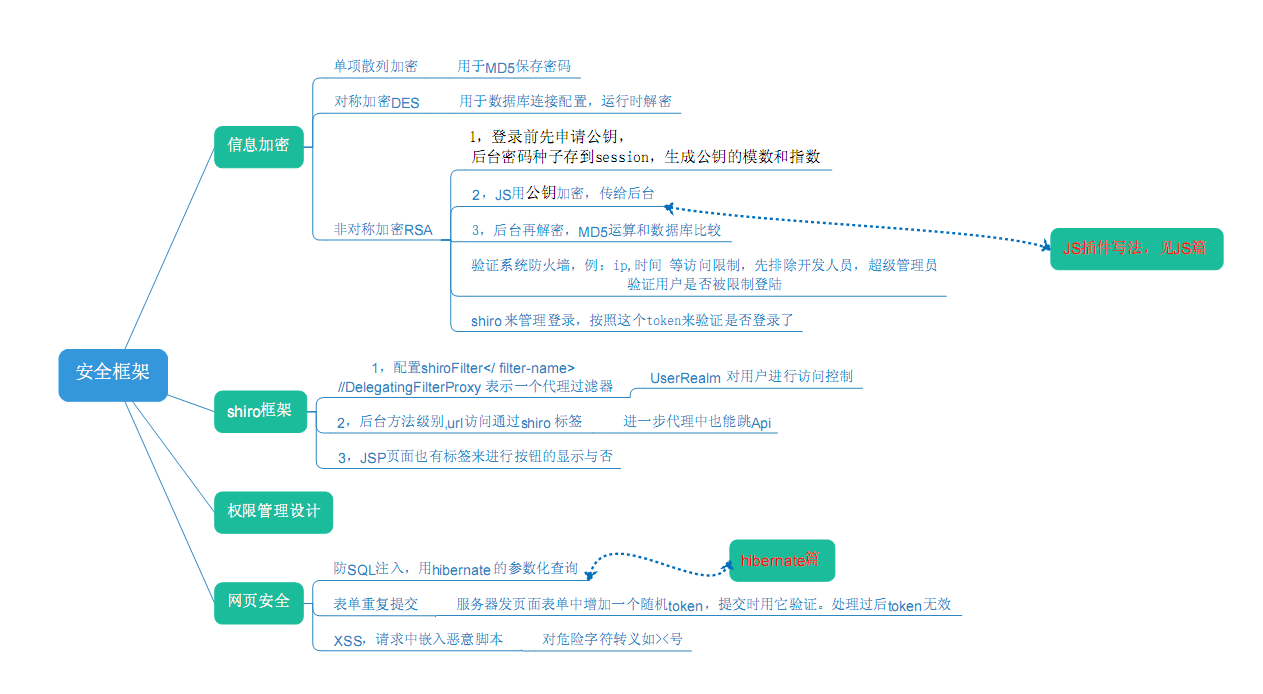 单项散列加密
用于MD5保存密码
对称加密DES
用于数据库连接配置，运行时解密
信息加密
1，登录前先申请公钥，
后台密码种子存到session，生成公钥的模数和指数
2，JS用公钥加密，传给后台
非对称加密RSA
3，后台再解密，MD5运算和数据库比较
JS插件写法，见JS篇
验证系统防火墙，例：ip,时间 等访问限制，先排除开发人员，超级管理员
验证用户是否被限制登陆
shiro 来管理登录，按照这个token来验证是否登录了
安全框架
1，配置shiroFilter</ filter-name>
//DelegatingFilterProxy 表示一个代理过滤器
UserRealm 对用户进行访问控制
shiro框架
2，后台方法级别,url访问通过shiro 标签
进一步代理中也能跳Api
3，JSP页面也有标签来进行按钮的显示与否
权限管理设计
防SQL注入，用hibernate 的参数化查询
hibernate篇
网页安全
表单重复提交
服务器发页面表单中增加一个随机token，提交时用它验证。处理过后token无效
XSS，请求中嵌入恶意脚本
对危险字符转义如><号